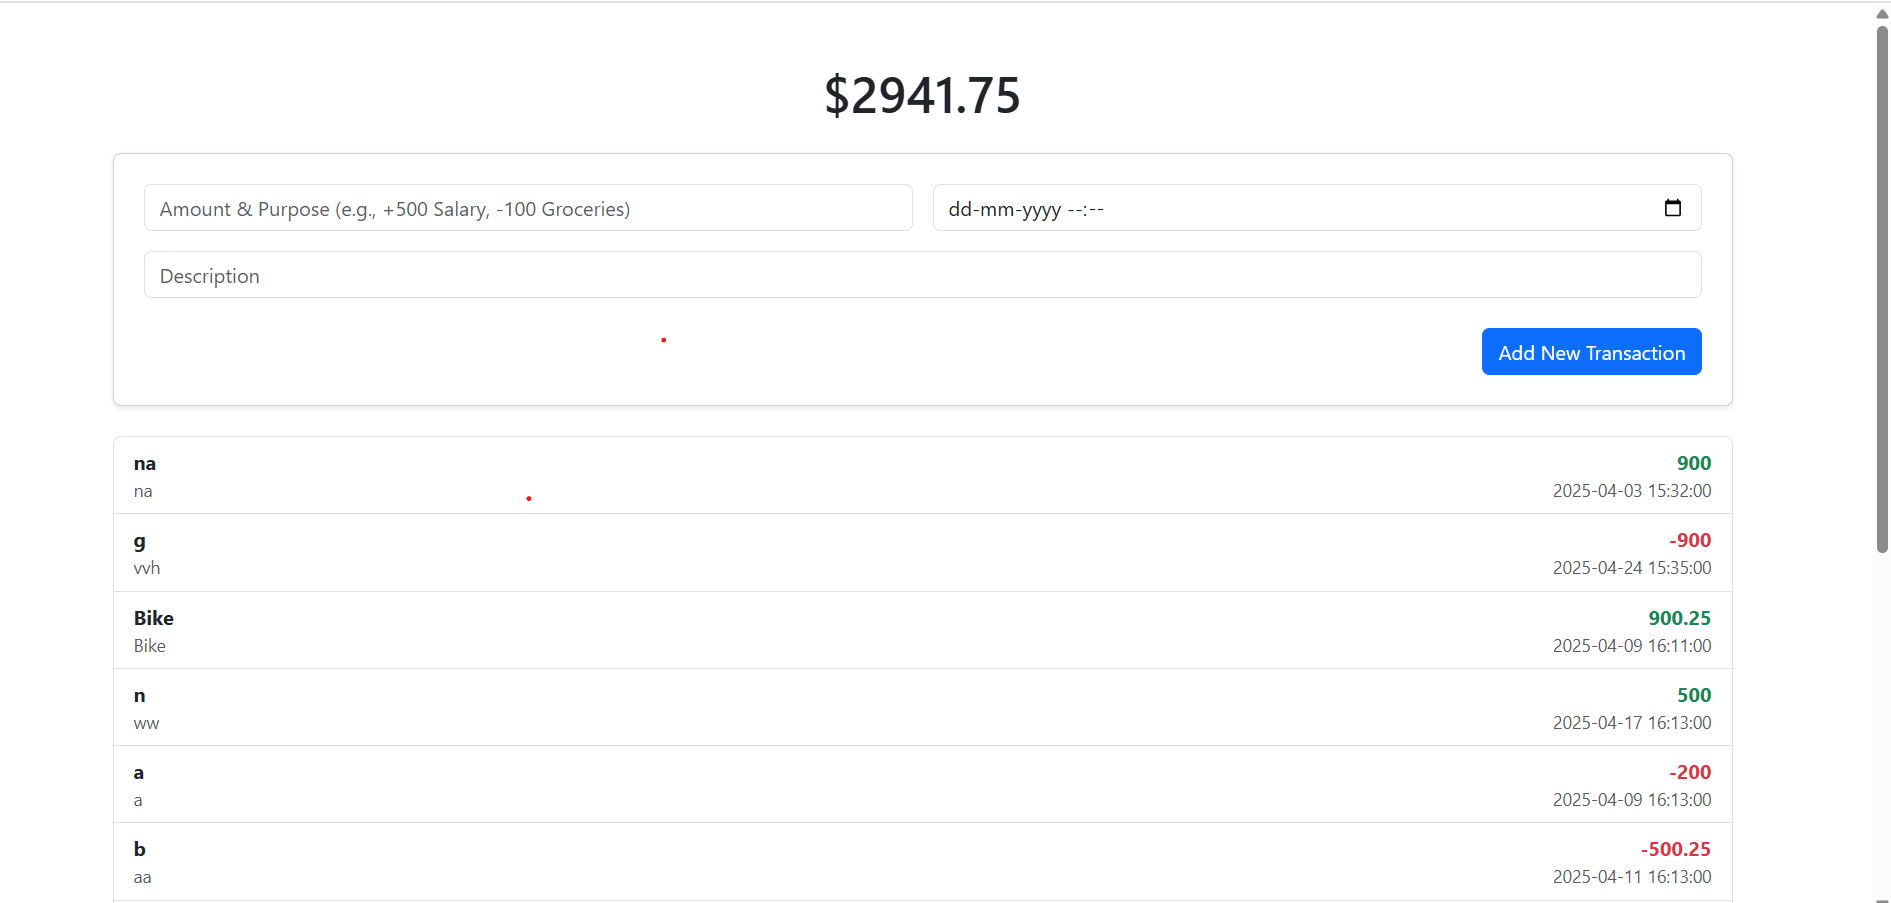 $2941.75
Amount & Purpose (e.g., +500 Salary, -100 Groceries)
dd-mm-yyyy --:--
Description
Add New Transaction
na
900
na
2025-04-03 15:32:00
g
-900
vvh
2025-04-24 15:35:00
Bike
900.25
Bike
2025-04-09 16:11:00
n
500
ww
2025-04-17 16:13:00
a
-200
a
2025-04-09 16:13:00
b
-500.25
aa
2025-04-11 16:13:00